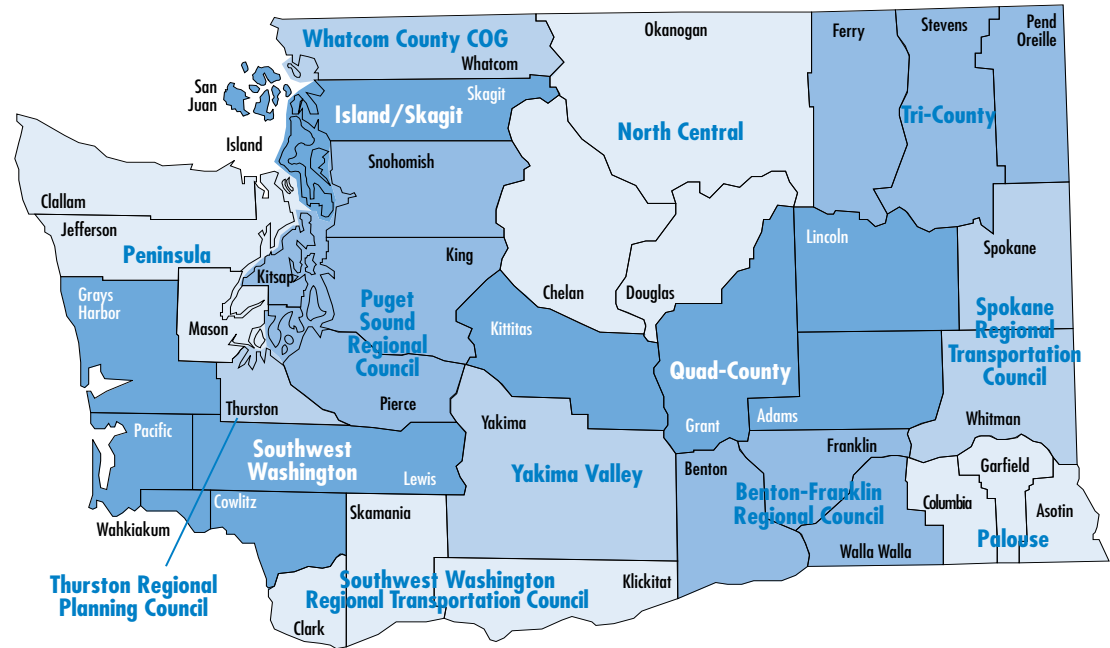 Whatcom County COG
Whatcom
San
Juan
Skagit
Island/Skagit
Island
Snohomish
Okanogan
North Central
Ferry
Stevens
Pend
Oreille
Tri-County
Clallam
Jefferson
Peninsula
Kitsap
King
Puget
Sound
Regional
Council
Pierce
Grays
Harbor
Mason
Chelan
Douglas
Kittitas
Lincoln
Spokane
Spokane
Regional
Transportation
Council
Quad-County
Grant
Adams
Whitman
Thurston
Pacific
Southwest
Washington
Lewis
Yakima
Yakima Valley
Benton
Franklin
Benton-Franklin
Regional Council
Walla Walla
Garfield
Columbia
Asotin
Palouse
Wahkiakum
Cowlitz
Skamania
Thurston Regional
Planning Council
Southwest Washington
Regional Transportation Council
Klickitat
Clark